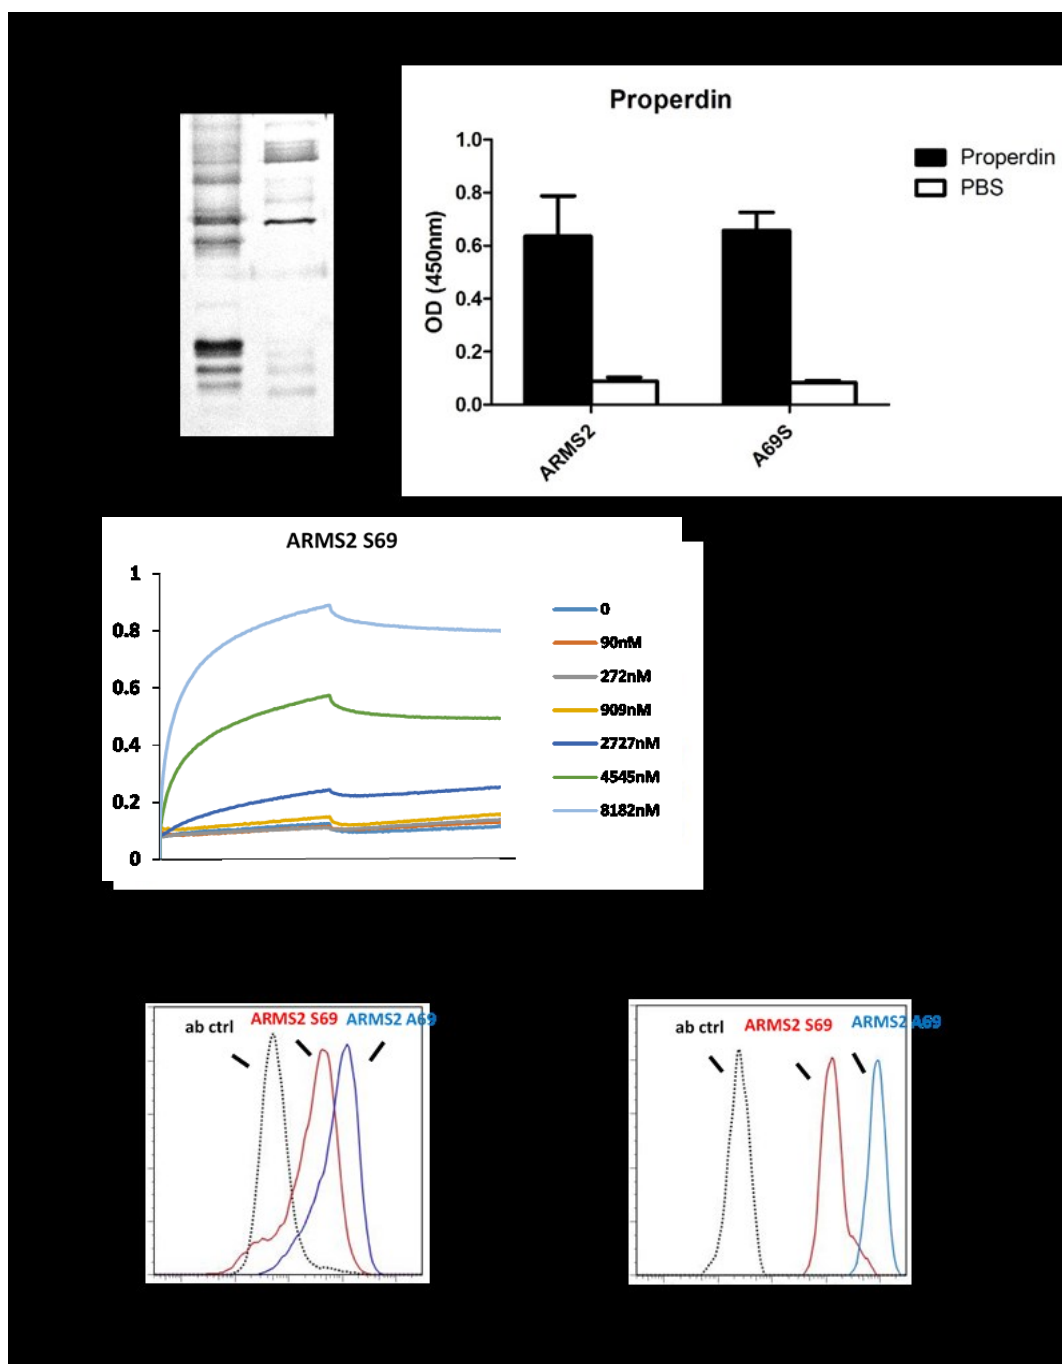 Properdin
1.0
0.8
0.6
0.4
0.2
0.0
OD (450nm)
ARMS2
A69S
Properdin
PBS
ARMS2 S69
1
0.8
0.6
0.4
0.2
0
0
90nM
272nM
909nM
2727nM
4545nM
8182nM
ab ctrl
ARMS2 S69
ARMS2 A69
ab ctrl
ARMS2 S69
ARMS2 A69